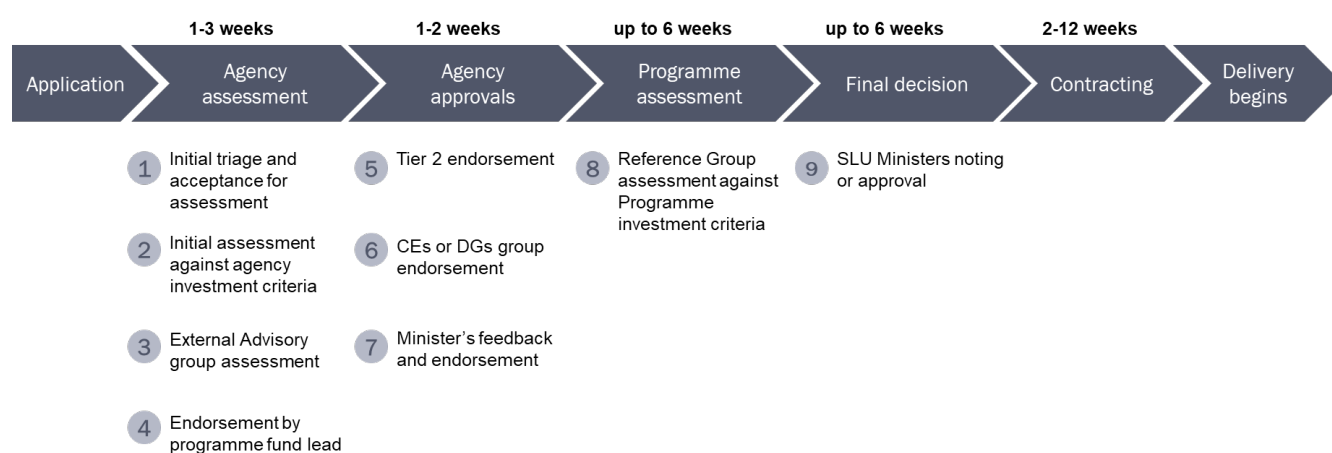 1-3 weeks
1-2 weeks
up to 6 weeks
up to 6 weeks
2-12 weeks
Application
Agency
assessment
Agency
approvals
Programme
assessment
Final decision
Contracting
Delivery
begins
1
Initial triage and
acceptance for
assessment
2
Initial assessment
against agency
investment criteria
3
External Advisory
group assessment
4
Endorsement by
programme fund lead
5
Tier 2 endorsement
6
CEs or DGs group
endorsement
7
Minister's feedback
and endorsement
8
Reference Group
assessment against
Programme
investment criteria
9
SLU Ministers noting
or approval